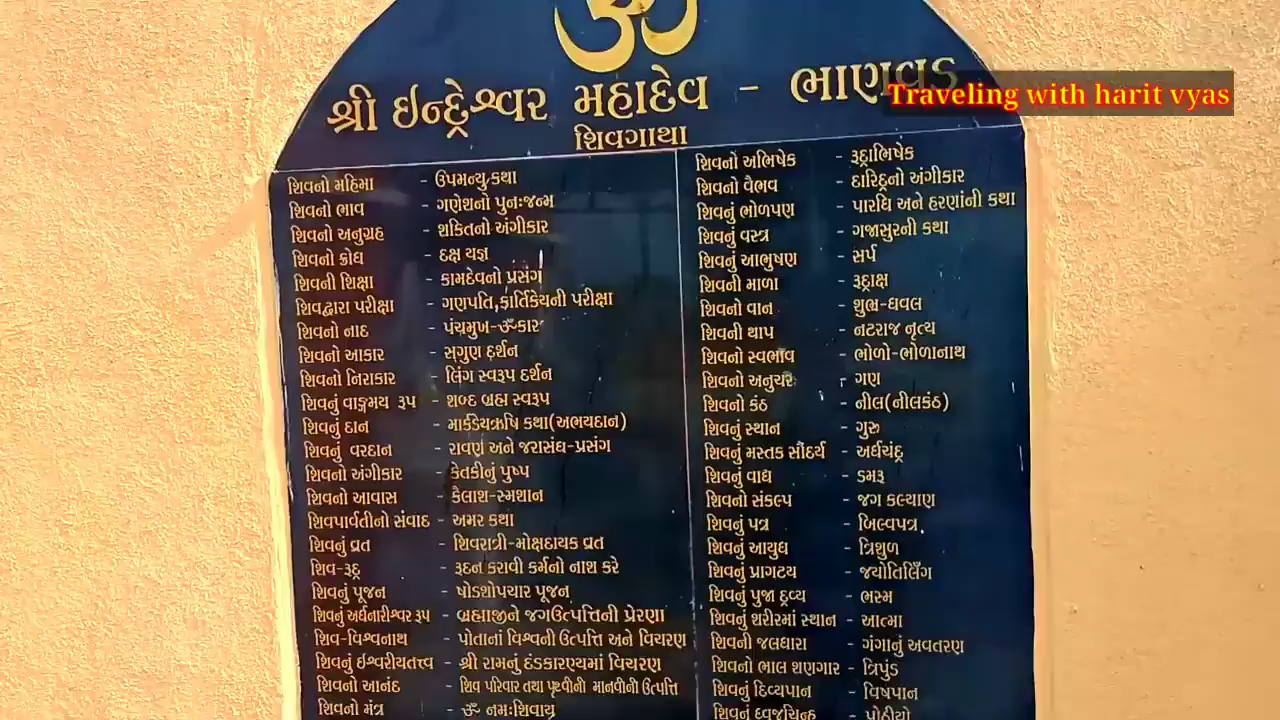 ૐ
શ્રી ઇન્દ્રેશ્વર મહાદેવ - ભાણવડ
Traveling with harit vyas
શિવગાથા
શિવનો મહિમા - ઉપમન્યુ કથા
શિવનો ભાવ - ગણેશનો પુનઃજન્મ
શિવનો અનુગ્રહ - શકિતનો અંગીકાર
શિવનો ક્રોધ - દક્ષ યજ્ઞ
શિવની શિક્ષા - કામદેવનો પ્રસંગ
શિવદ્વારા પરીક્ષા - ગણપતિ,કાર્તિકેયની પરીક્ષા
શિવનો નાદ - પંચમુખ-ૐકાર
શિવનો આકાર - સગુણ દર્શન
શિવનો નિરાકાર - લિંગ સ્વરૂપ દર્શન
શિવનું વાઙ્ગમય રૂપ - શબ્દ બ્રહ્મ સ્વરૂપ
શિવનું દાન - માર્કંડેયઋષિ કથા(અભયદાન)
શિવનું વરદાન - રાવણ અને જરાસંધ-પ્રસંગ
શિવનો અંગીકાર - કેતકીનું પુષ્પ
શિવનો આવાસ - કૈલાશ-સ્મશાન
શિવપાર્વતીનો સંવાદ - અમર કથા
શિવનું વ્રત - શિવરાત્રી-મોક્ષદાયક વ્રત
શિવ-રૂદ્ર - રૂદન કરાવી કર્મનો નાશ કરે
શિવનું પૂજન - ષોડશોપચાર પૂજન
શિવનું અર્ધનારીશ્વર રૂપ - બ્રહ્માજીને જગઉત્પત્તિની પ્રેરણા
શિવ-વિશ્વનાથ - પોતાનાં વિશ્વની ઉત્પત્તિ અને વિચરણ
શિવનું ઈશ્વરીયતત્ત્વ - શ્રી રામનું દંડકારણ્યમાં વિચરણ
શિવનો આનંદ - શિવ પરિવાર તથા પૃથ્વીની માનવીની ઉત્પત્તિ
શિવનો મંત્ર - ૐ નમઃશિવાય
શિવનો અભિષેક - રૂદ્રાભિષેક
શિવનો વૈભવ - દારિદ્રનો અંગીકાર
શિવનું ભોળપણ - પારધિ અને હરણાંની કથા
શિવનું વસ્ત્ર - ગજાસુરની કથા
શિવનું આભુષણ - સર્પ
શિવની માળા - રૂદ્રાક્ષ
શિવનો વાન - શુભ્ર-ધવલ
શિવની થાપ - નટરાજ નૃત્ય
શિવનો સ્વભાવ - ભોળો-ભોળાનાથ
શિવનો અનુચર - ગણ
શિવનો કંઠ - નીલ(નીલકંઠ)
શિવનું સ્થાન - ગુરુ
શિવનું મસ્તક સૌંદર્ય - અર્ધચંદ્ર
શિવનું વાદ્ય - ડમરૂ
શિવનો સંકલ્પ - જગ કલ્યાણ
શિવનું પત્ર - બિલ્વપત્ર
શિવનું આયુધ - ત્રિશુળ
શિવનું પ્રાગટય - જ્યોતિર્લિંગ
શિવનું પુજા દ્રવ્ય - ભસ્મ
શિવનું શરીરમાં સ્થાન - આત્મા
શિવની જલધારા - ગંગાનું અવતરણ
શિવનો ભાલ શણગાર - ત્રિપુંડ
શિવનું દિવ્યપાન - વિષપાન
શિવનું ધ્વજચિન્હ - પોઠીયો